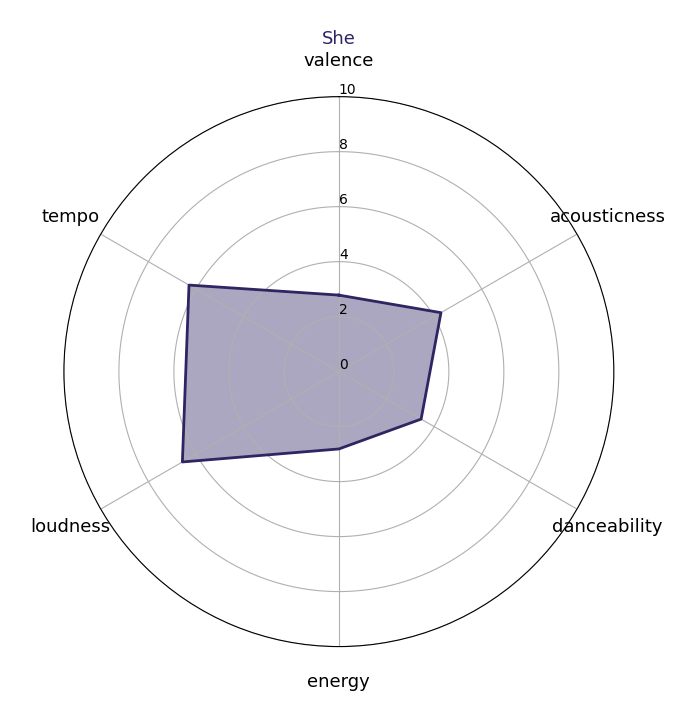 She
valence
10
8
tempo
acousticness
6
4
2
0
loudness
danceability
energy